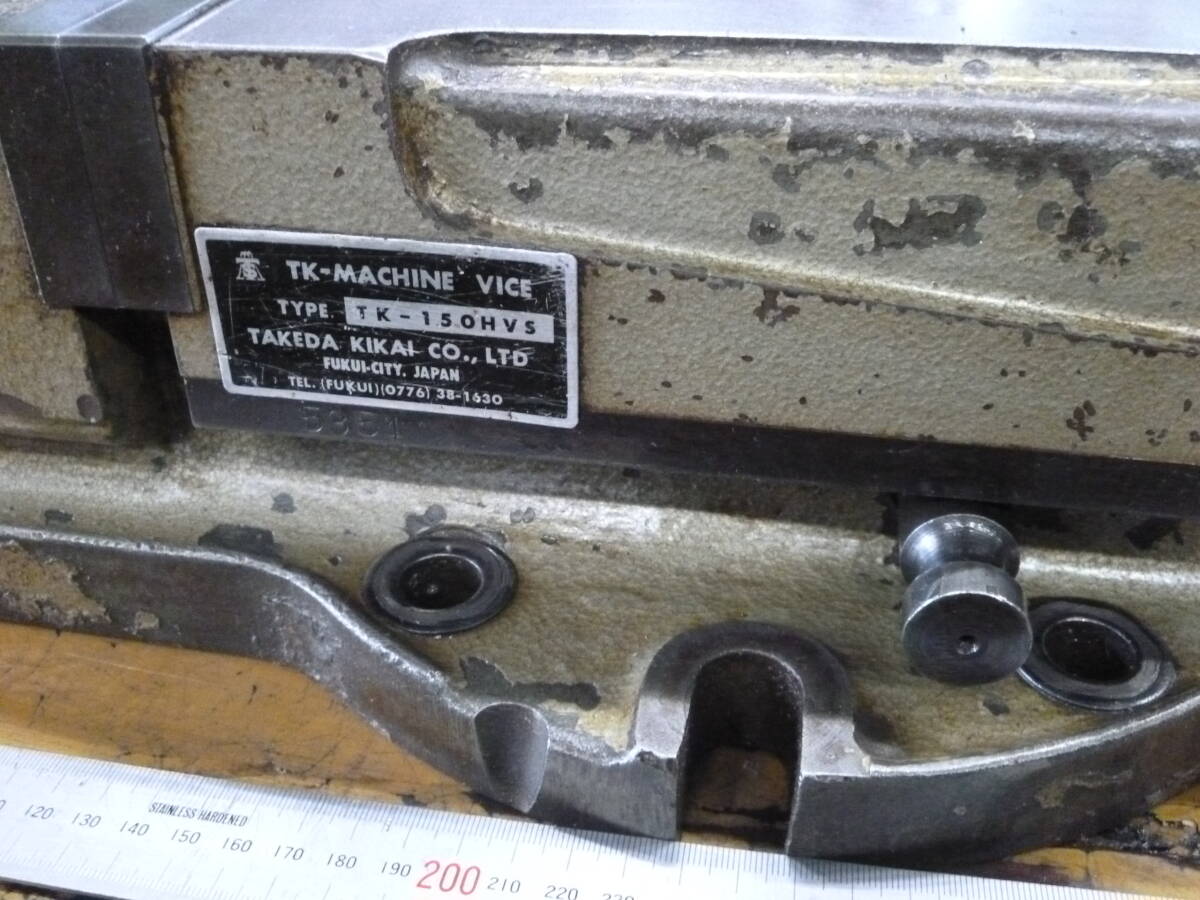 TK-MACHINE VICE
TYPE. TK-150HVS
TAKEDA KIKAI CO., LTD
FUKUI-CITY. JAPAN
TEL. (FUKUI)(0776) 38-1630
5951
STAINLESS HARDENED
120 130 140 150 160 170 180 190 200 210 220